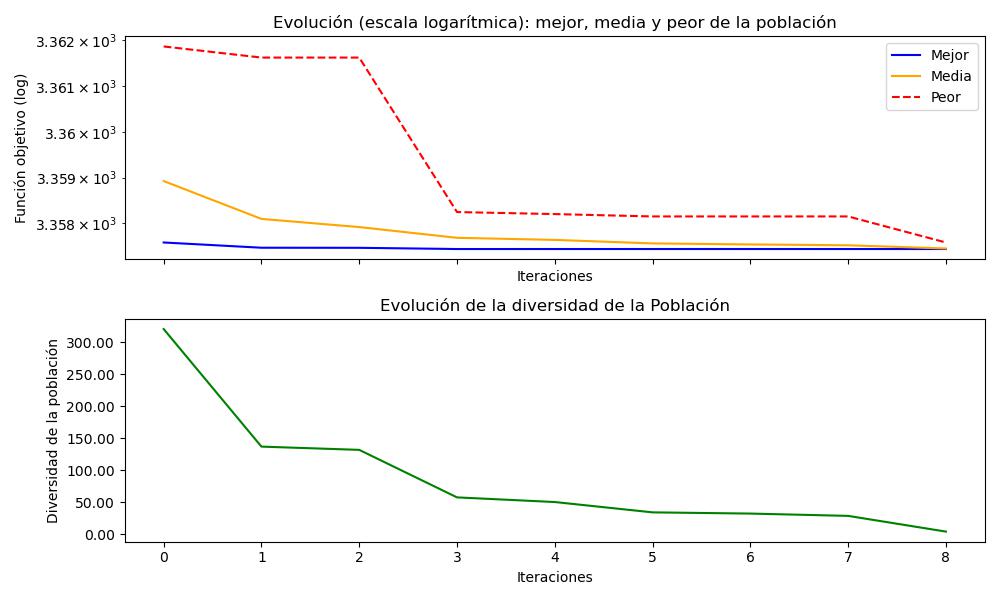 Evolución (escala logarítmica): mejor, media y peor de la población
Función objetivo (log)
3.362 × 10³
3.361 × 10³
3.36 × 10³
3.359 × 10³
3.358 × 10³
Mejor
Media
Peor
Iteraciones
Evolución de la diversidad de la Población
Diversidad de la población
300.00
250.00
200.00
150.00
100.00
50.00
0.00
0 1 2 3 4 5 6 7 8
Iteraciones